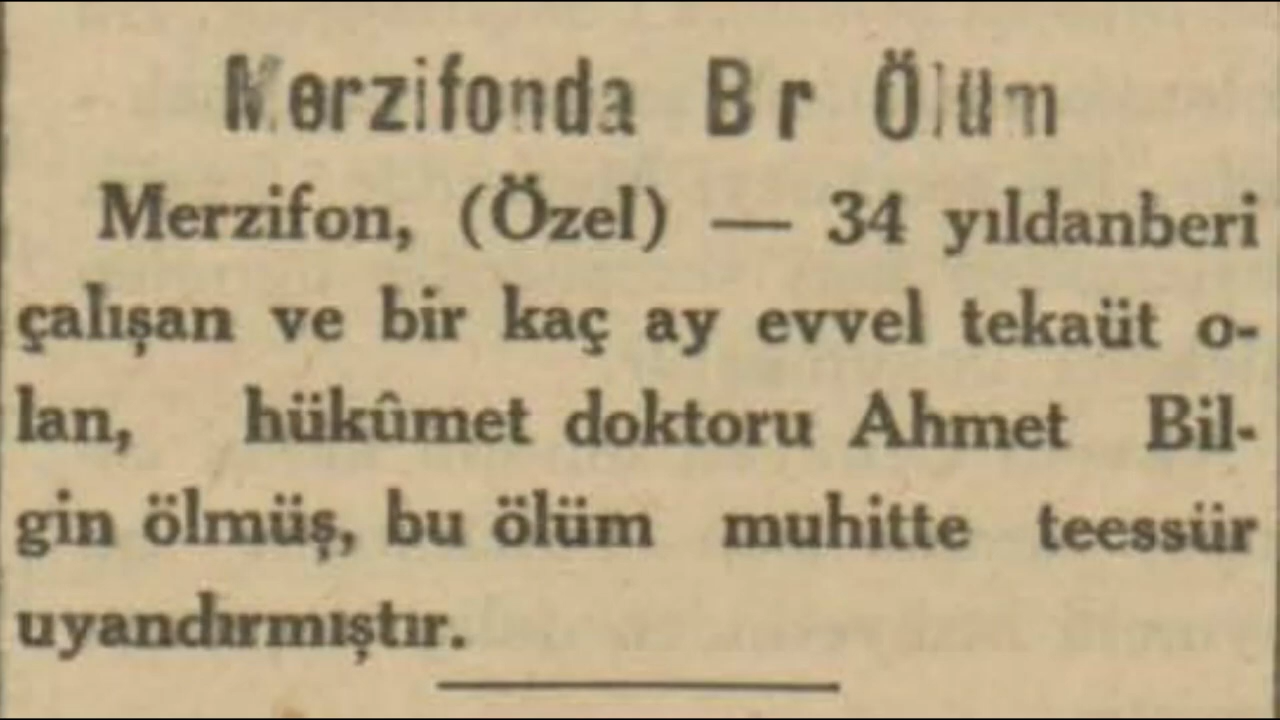 Merzifonda Bir Ölüm
Merzifon, (Özel) — 34 yıldanberi
çalışan ve bir kaç ay evvel tekaüt o-
lan, hükûmet doktoru Ahmet Bil-
gin ölmüş, bu ölüm muhitte teessür
uyandırmıştır.